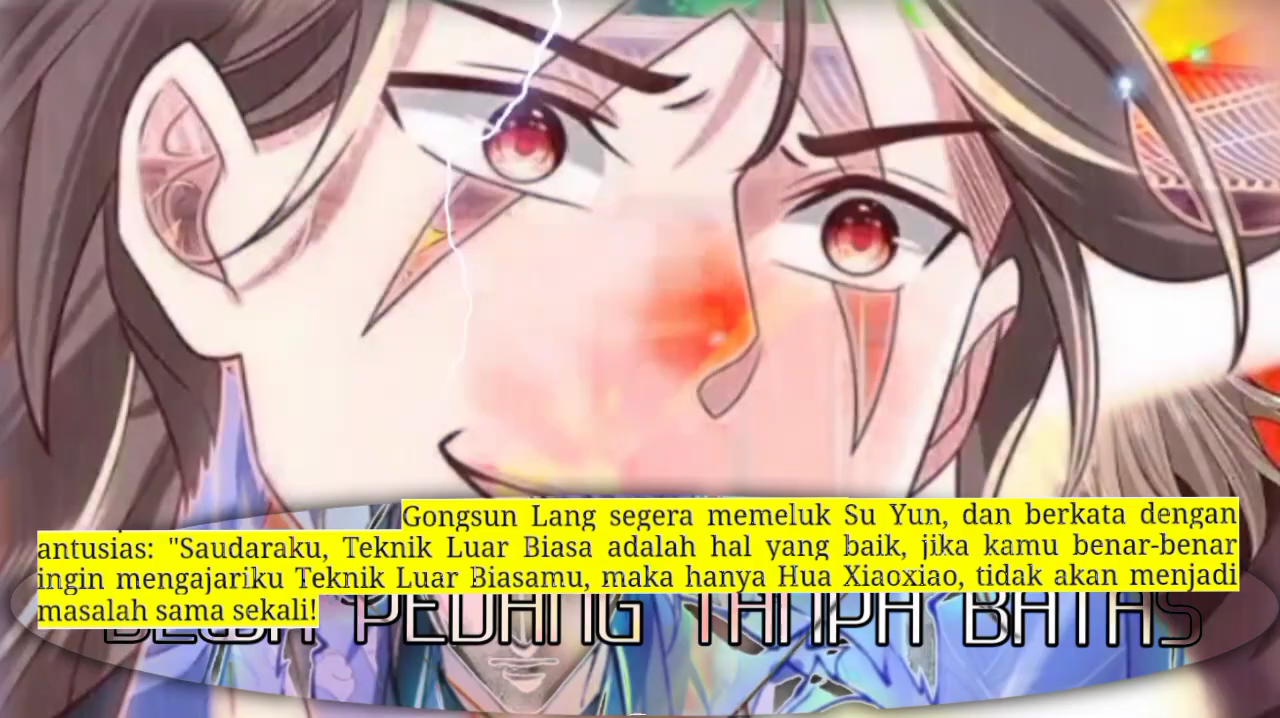 Gongsun Lang segera memeluk Su Yun, dan berkata dengan
antusias: "Saudaraku, Teknik Luar Biasa adalah hal yang baik, jika kamu benar-benar
ingin mengajariku Teknik Luar Biasamu, maka hanya Hua Xiaoxiao, tidak akan menjadi
masalah sama sekali!
DEWA PEDANG TANPA BATAS